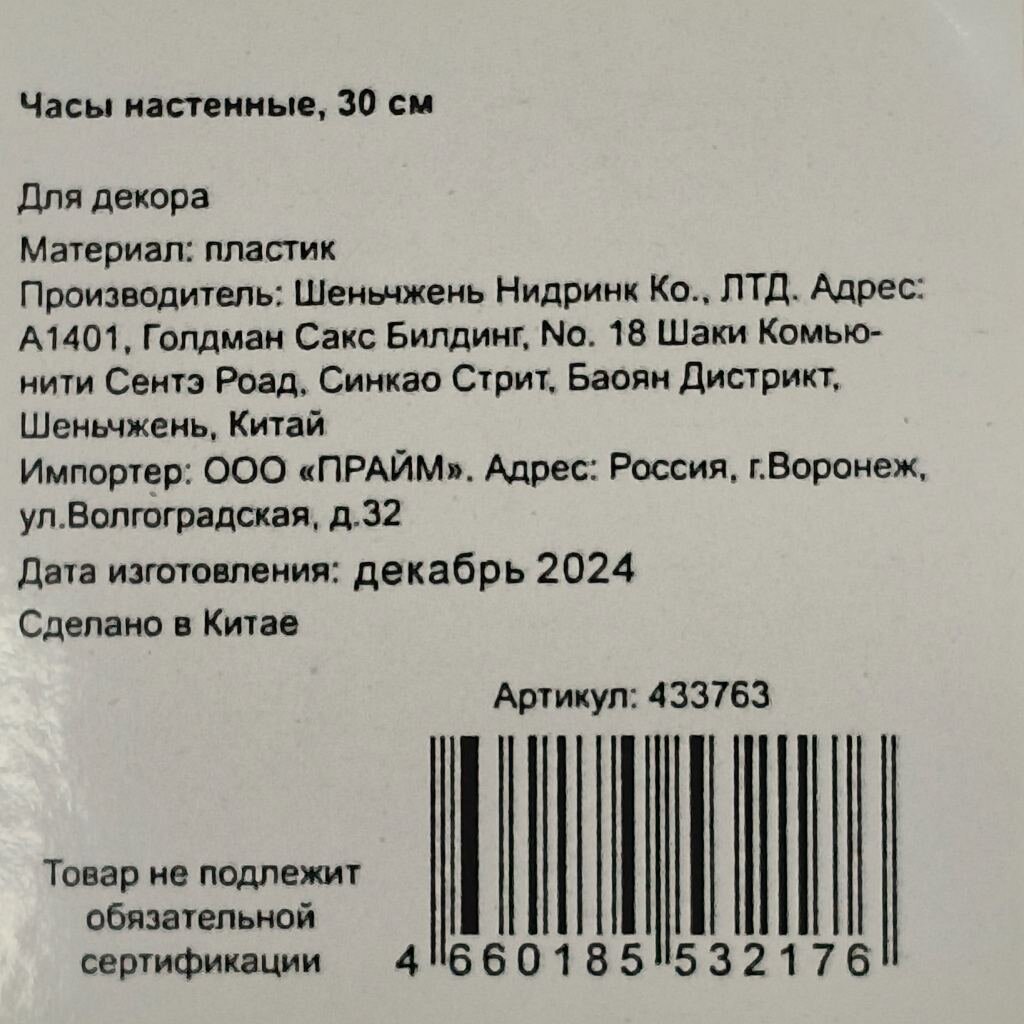 Часы настенные, 30 см
Для декора
Материал: пластик
Производитель: Шеньчжень Нидринк Ко., ЛТД. Адрес:
А1401, Голдман Сакс Билдинг, No. 18 Шаки Комью-
нити Сентэ Роад, Синкао Стрит, Баоян Дистрикт,
Шеньчжень, Китай
Импортер: ООО «ПРАЙМ». Адрес: Россия, г.Воронеж,
ул.Волгоградская, д.32
Дата изготовления: декабрь 2024
Сделано в Китае
Артикул: 433763
Товар не подлежит
обязательной
сертификации
4 660185 532176